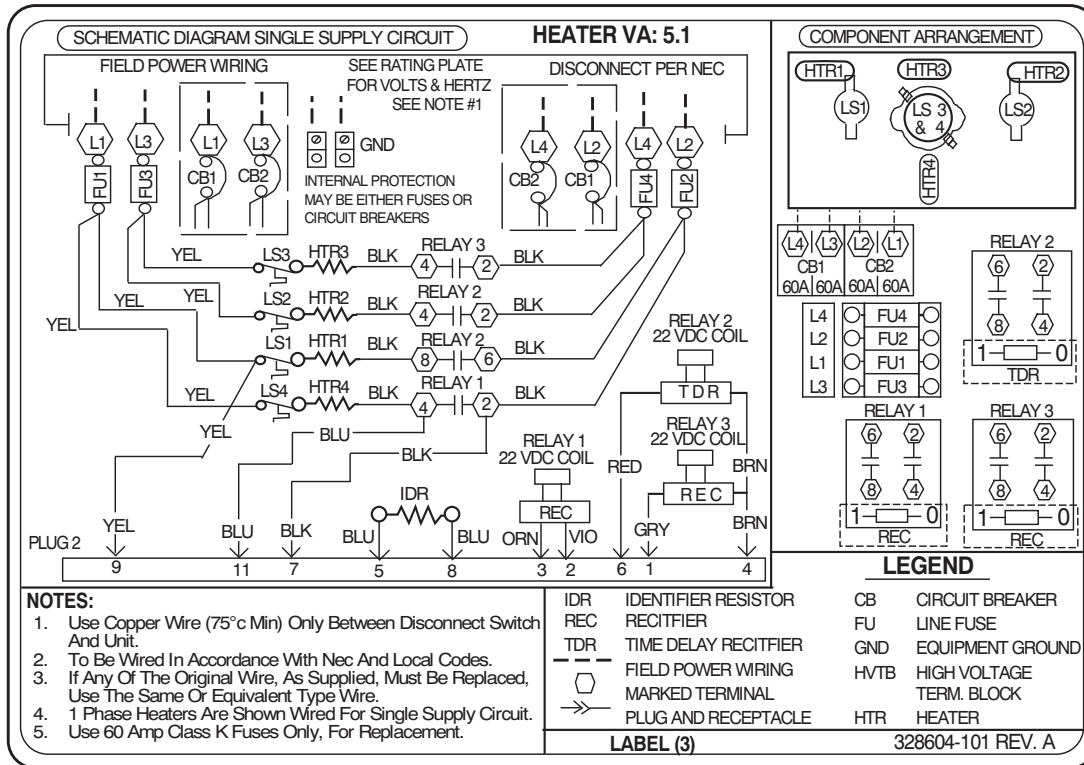 SCHEMATIC DIAGRAM SINGLE SUPPLY CIRCUIT
HEATER VA: 5.1
FIELD POWER WIRING
SEE RATING PLATE
FOR VOLTS & HERTZ
SEE NOTE #1
DISCONNECT PER NEC
L1 L3 L1 L3
GND
L4 L2 L4 L2
FU1 FU3 CB1 CB2
CB2 CB1 FU4 FU2
INTERNAL PROTECTION
MAY BE EITHER FUSES OR
CIRCUIT BREAKERS
YEL LS3 HTR3 BLK RELAY 3 4 2 BLK
YEL LS2 HTR2 BLK RELAY 2 4 2 BLK
YEL LS1 HTR1 BLK RELAY 2 8 6 BLK
YEL LS4 HTR4 BLK RELAY 1 4 2 BLK
YEL
BLU
BLK
RELAY 2
22 VDC COIL
TDR
RELAY 3
22 VDC COIL
REC
RELAY 1
22 VDC COIL
REC
IDR
RED
BRN
GRY
BRN
YEL BLU BLK BLU BLU ORN VIO
PLUG 2
9 11 7 5 8 3 2 6 1 4
COMPONENT ARRANGEMENT
HTR1 HTR3 HTR2
LS1
LS 3
& 4
LS2
HTR4
L4 L3 L2 L1
CB1 CB2
60A 60A 60A 60A
L4 FU4
L2 FU2
L1 FU1
L3 FU3
RELAY 2
6 2
8 4
1 0
TDR
RELAY 1
6 2
8 4
1 0
REC
RELAY 3
6 2
8 4
1 0
REC
NOTES:
1. Use Copper Wire (75°c Min) Only Between Disconnect Switch
And Unit.
2. To Be Wired In Accordance With Nec And Local Codes.
3. If Any Of The Original Wire, As Supplied, Must Be Replaced,
Use The Same Or Equivalent Type Wire.
4. 1 Phase Heaters Are Shown Wired For Single Supply Circuit.
5. Use 60 Amp Class K Fuses Only, For Replacement.
LEGEND
IDR IDENTIFIER RESISTOR
REC RECITFIER
TDR TIME DELAY RECTIFIER
FIELD POWER WIRING
MARKED TERMINAL
PLUG AND RECEPTACLE
CB CIRCUIT BREAKER
FU LINE FUSE
GND EQUIPMENT GROUND
HVTB HIGH VOLTAGE
TERM. BLOCK
HTR HEATER
LABEL (3)
328604-101 REV. A